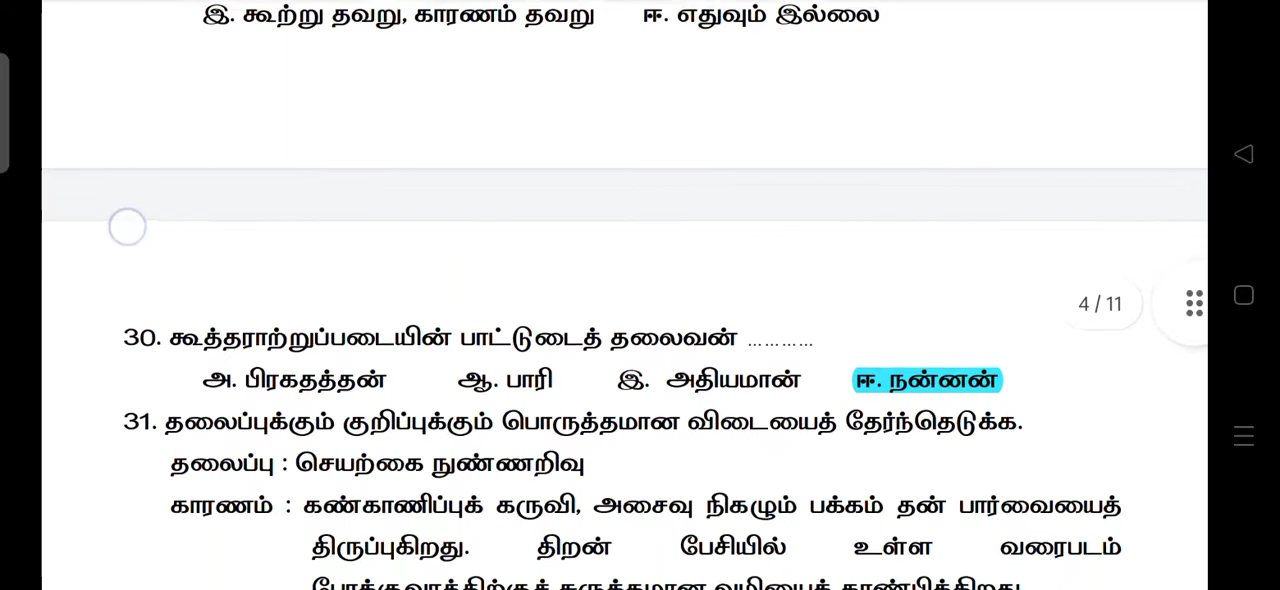 இ. கூற்று தவறு, காரணம் தவறு ஈ. எதுவும் இல்லை
4 / 11
30. கூத்தராற்றுப்படையின் பாட்டுடைத் தலைவன் ............
அ. பிரகதத்தன் ஆ. பாரி இ. அதியமான் ஈ. நன்னன்
31. தலைப்புக்கும் குறிப்புக்கும் பொருத்தமான விடையைத் தேர்ந்தெடுக்க.
தலைப்பு : செயற்கை நுண்ணறிவு
காரணம் : கண்காணிப்புக் கருவி, அசைவு நிகழும் பக்கம் தன் பார்வையைத்
திருப்புகிறது. திறன் பேசியில் உள்ள வரைபடம்